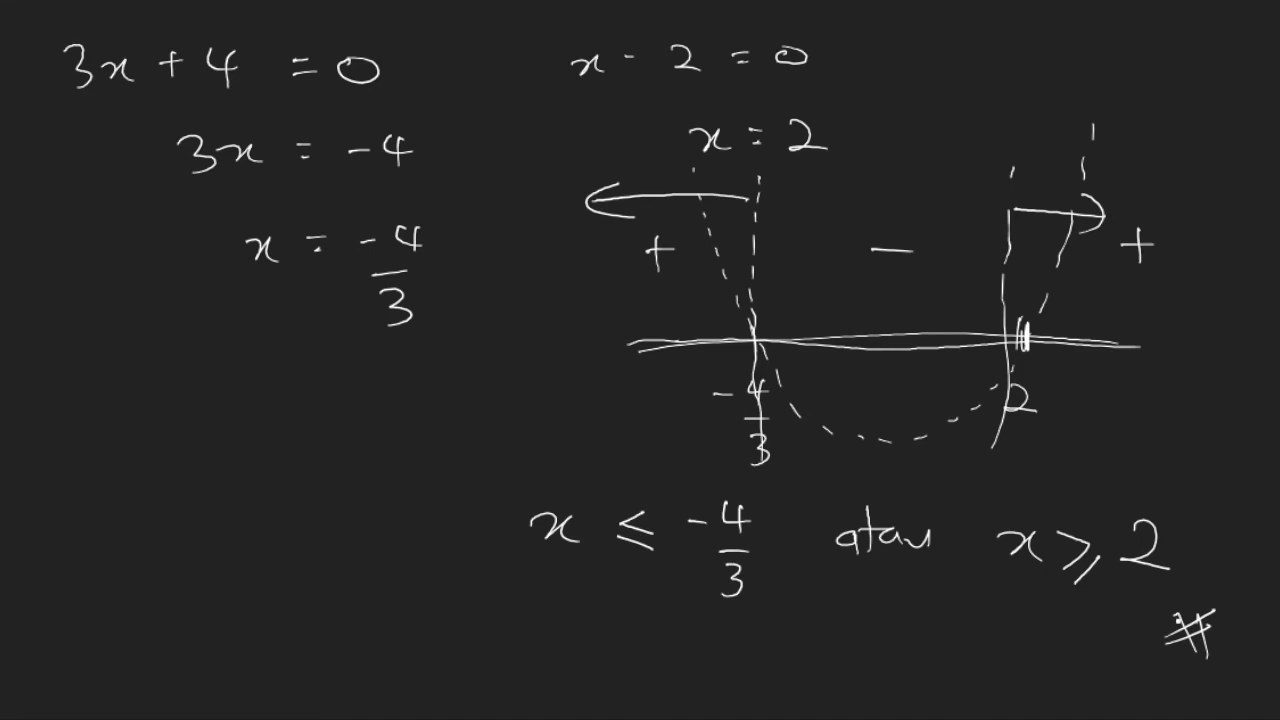 3x + 4 = 0
3x = -4
x = -4/3
x - 2 = 0
x = 2
+ - +
-4/3 2
x ≤ -4/3 atau x ≥ 2